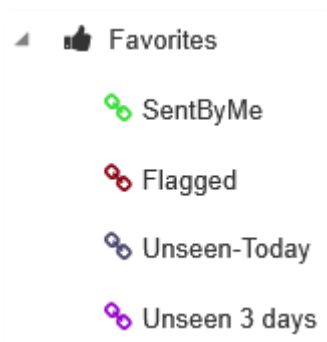 Favorites
SentByMe
Flagged
Unseen-Today
Unseen 3 days